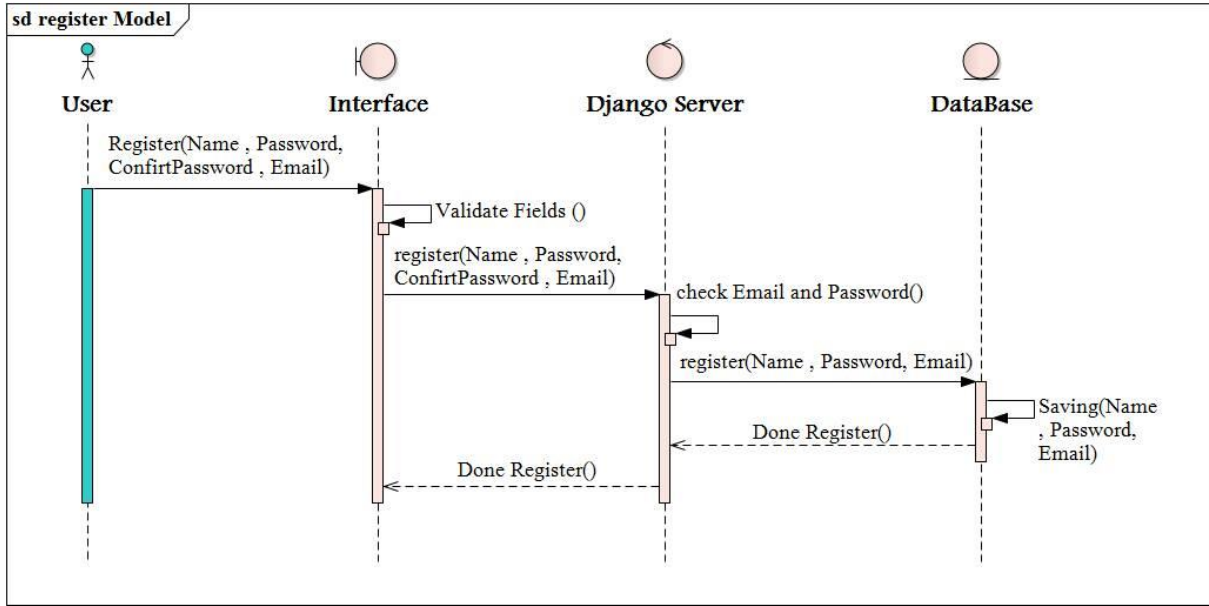 sd register Model
User
Interface
Django Server
DataBase
Register(Name , Password,
ConfirtPassword , Email)
Validate Fields ()
register(Name , Password,
ConfirtPassword , Email)
check Email and Password()
register(Name , Password, Email)
Saving(Name
, Password,
Email)
Done Register()
Done Register()